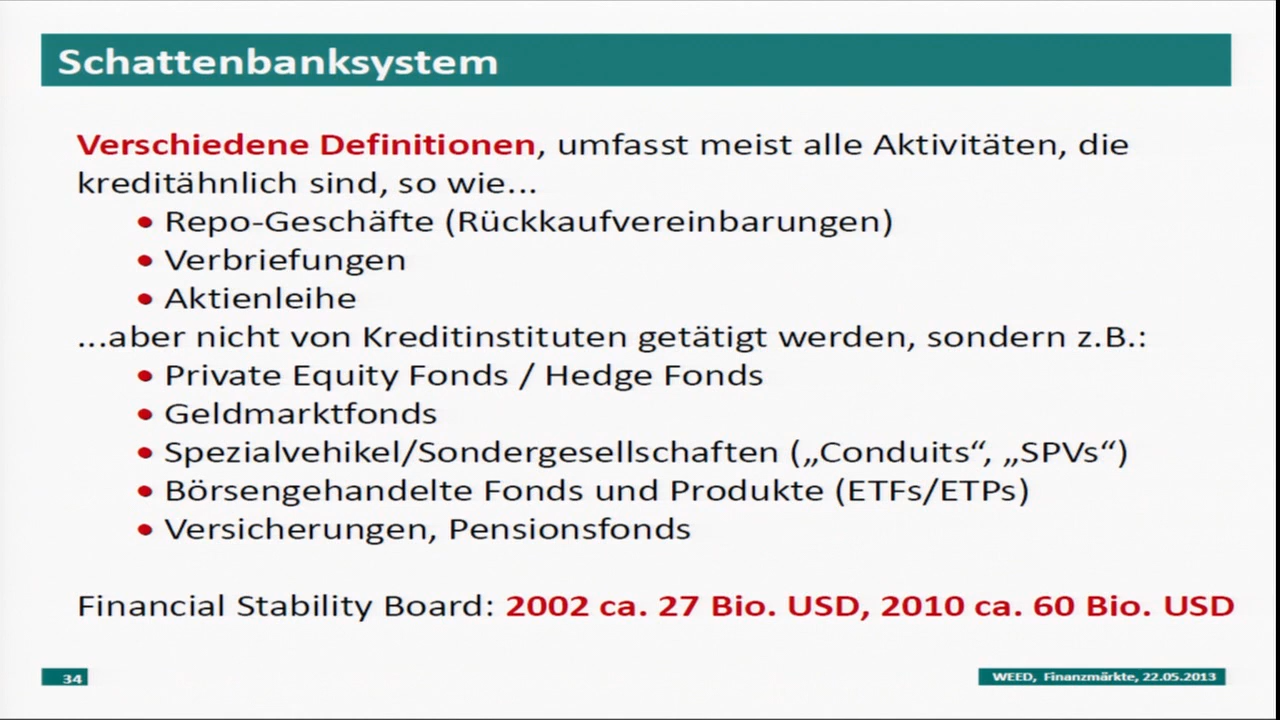 Schattenbanksystem
Verschiedene Definitionen, umfasst meist alle Aktivitäten, die
kreditähnlich sind, so wie...
• Repo-Geschäfte (Rückkaufvereinbarungen)
• Verbriefungen
• Aktienleihe
...aber nicht von Kreditinstituten getätigt werden, sondern z.B.:
• Private Equity Fonds / Hedge Fonds
• Geldmarktfonds
• Spezialvehikel/Sondergesellschaften („Conduits“, „SPVs“)
• Börsengehandelte Fonds und Produkte (ETFs/ETPs)
• Versicherungen, Pensionsfonds
Financial Stability Board: 2002 ca. 27 Bio. USD, 2010 ca. 60 Bio. USD
34
WEED, Finanzmärkte, 22.05.2013